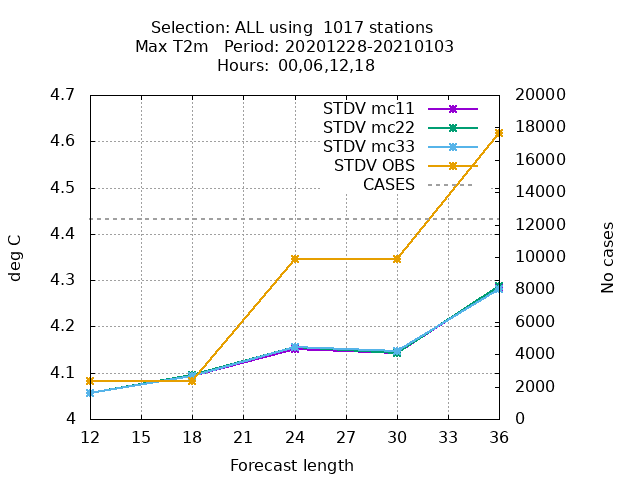 Selection: ALL using  1017 stations
Max T2m   Period: 20201228-20210103
Hours:  00,06,12,18
STDV mc11
STDV mc22
STDV mc33
STDV OBS
CASES
deg C
4.7
4.6
4.5
4.4
4.3
4.2
4.1
4
20000
18000
16000
14000
12000
10000
8000
6000
4000
2000
0
No cases
12 15 18 21 24 27 30 33 36
Forecast length